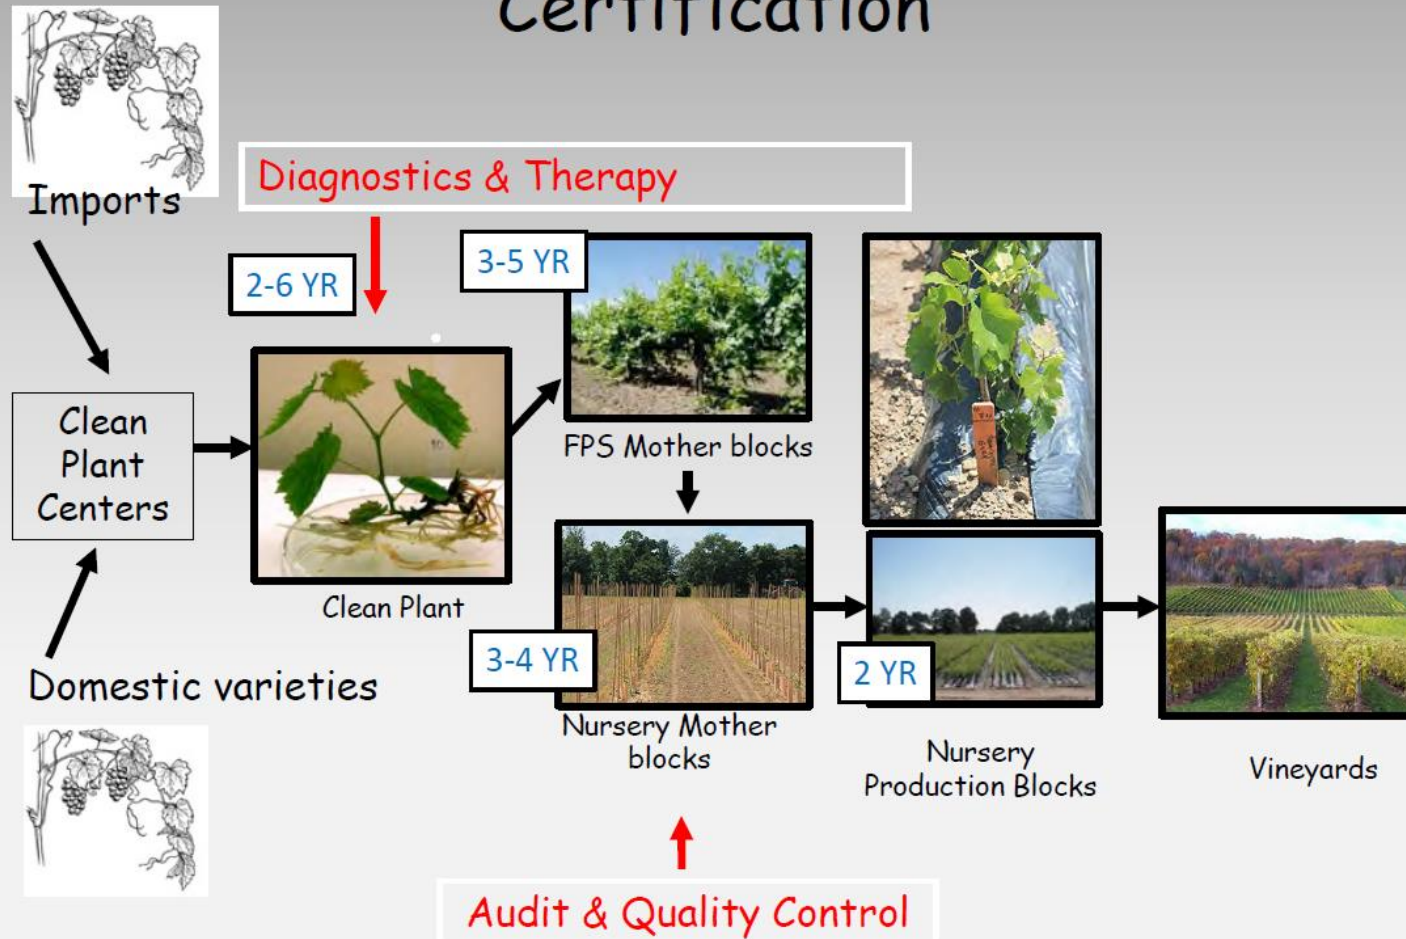 Certification
Imports
Diagnostics & Therapy
2-6 YR
3-5 YR
Clean
Plant
Centers
FPS Mother blocks
Clean Plant
Domestic varieties
3-4 YR
2 YR
Nursery Mother
blocks
Nursery
Production Blocks
Vineyards
Audit & Quality Control